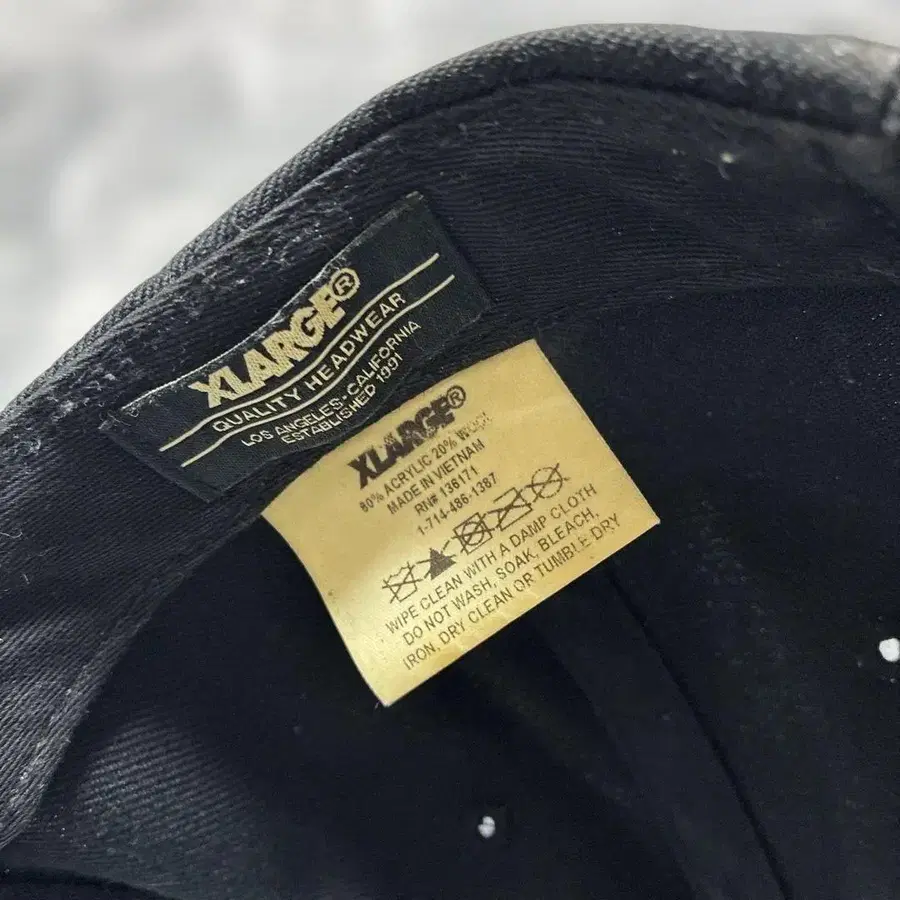 XLARGE®
QUALITY HEADWEAR
LOS ANGELES-CALIFORNIA
ESTABLISHED 1991
XLARGE®
80% ACRYLIC 20% WOOL
MADE IN VIETNAM
RN# 136171
1-714-486-1387
WIPE CLEAN WITH A DAMP CLOTH
DO NOT WASH, SOAK, BLEACH,
IRON, DRY CLEAN OR TUMBLE DRY